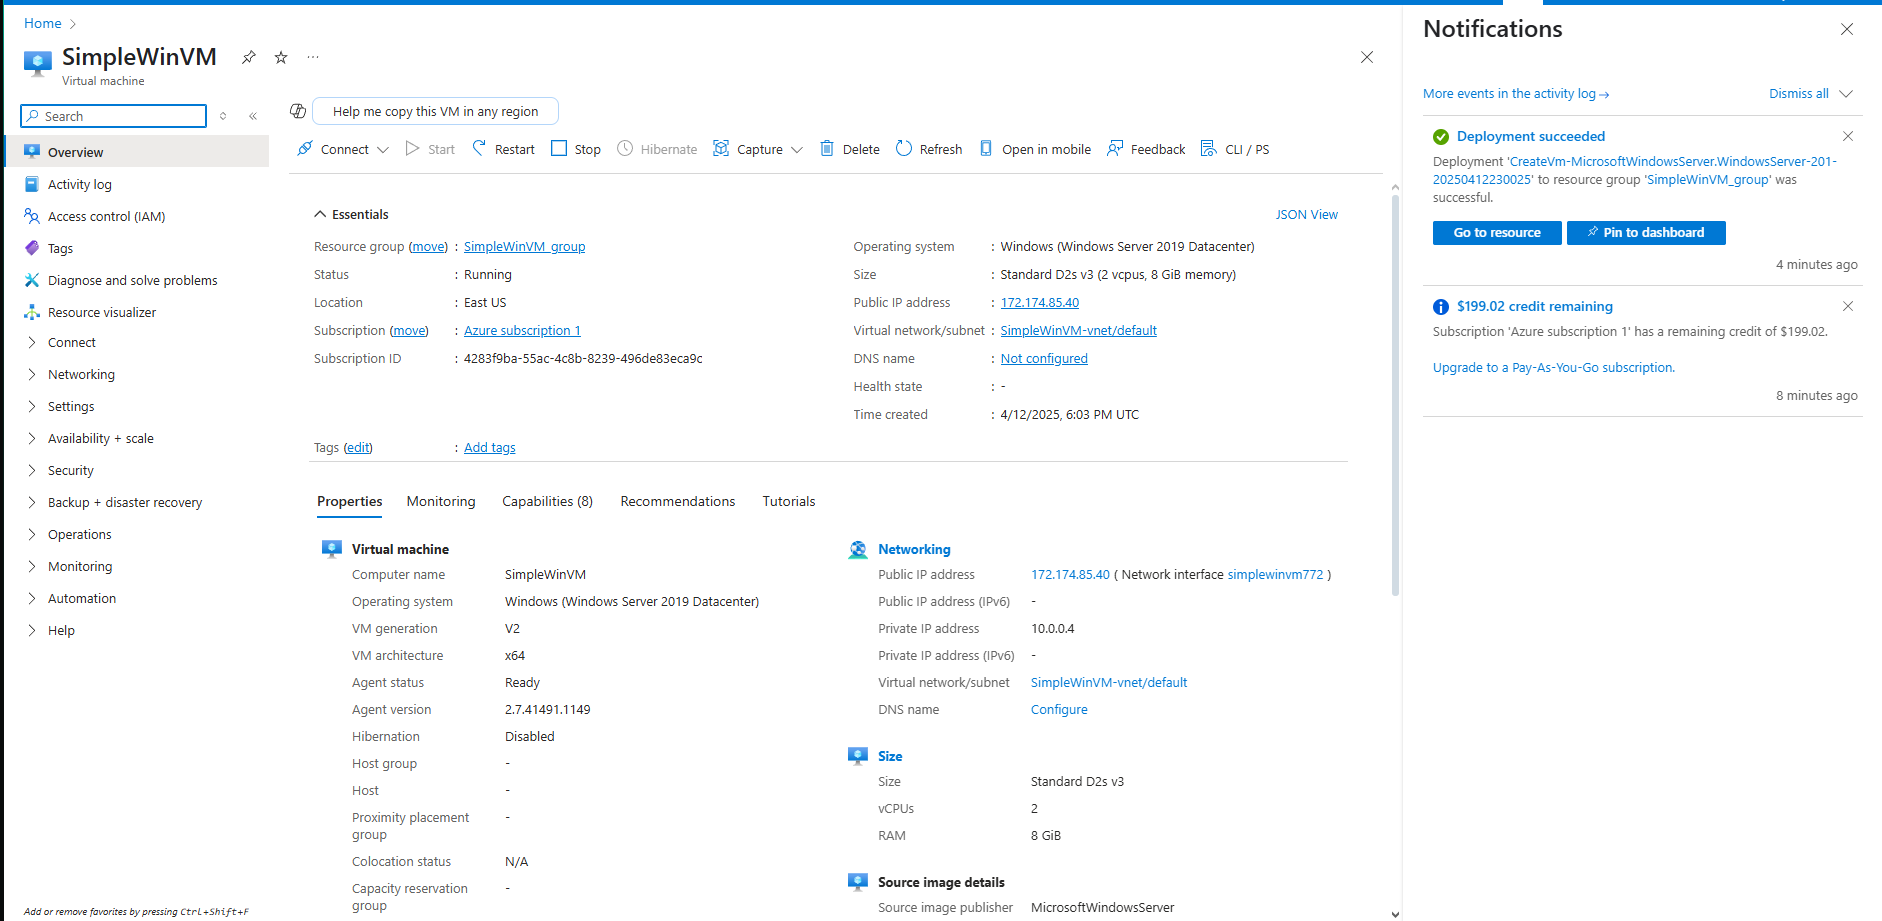 Home
SimpleWinVM
Virtual machine
Search
Overview
Activity log
Access control (IAM)
Tags
Diagnose and solve problems
Resource visualizer
Connect
Networking
Settings
Availability + scale
Security
Backup + disaster recovery
Operations
Monitoring
Automation
Help
Add or remove favorites by pressing Ctrl+Shift+F
Help me copy this VM in any region
Connect Start Restart Stop Hibernate Capture Delete Refresh Open in mobile Feedback CLI / PS
Essentials
JSON View
Resource group (move) : SimpleWinVM_group
Status : Running
Location : East US
Subscription (move) : Azure subscription 1
Subscription ID : 4283f9ba-55ac-4c8b-8239-496de83eca9c
Operating system : Windows (Windows Server 2019 Datacenter)
Size : Standard D2s v3 (2 vcpus, 8 GiB memory)
Public IP address : 172.174.85.40
Virtual network/subnet : SimpleWinVM-vnet/default
DNS name : Not configured
Health state : -
Time created : 4/12/2025, 6:03 PM UTC
Tags (edit) : Add tags
Properties Monitoring Capabilities (8) Recommendations Tutorials
Virtual machine
Computer name SimpleWinVM
Operating system Windows (Windows Server 2019 Datacenter)
VM generation V2
VM architecture x64
Agent status Ready
Agent version 2.7.41491.1149
Hibernation Disabled
Host group -
Host -
Proximity placement
group -
Colocation status N/A
Capacity reservation
group -
Networking
Public IP address 172.174.85.40 ( Network interface simplewinvm772 )
Public IP address (IPv6) -
Private IP address 10.0.0.4
Private IP address (IPv6) -
Virtual network/subnet SimpleWinVM-vnet/default
DNS name Configure
Size
Size Standard D2s v3
vCPUs 2
RAM 8 GiB
Source image details
Source image publisher MicrosoftWindowsServer
Notifications
More events in the activity log →
Dismiss all
Deployment succeeded
Deployment 'CreateVm-MicrosoftWindowsServer.WindowsServer-201-
20250412230025' to resource group 'SimpleWinVM_group' was
successful.
Go to resource
Pin to dashboard
4 minutes ago
$199.02 credit remaining
Subscription 'Azure subscription 1' has a remaining credit of $199.02.
Upgrade to a Pay-As-You-Go subscription.
8 minutes ago